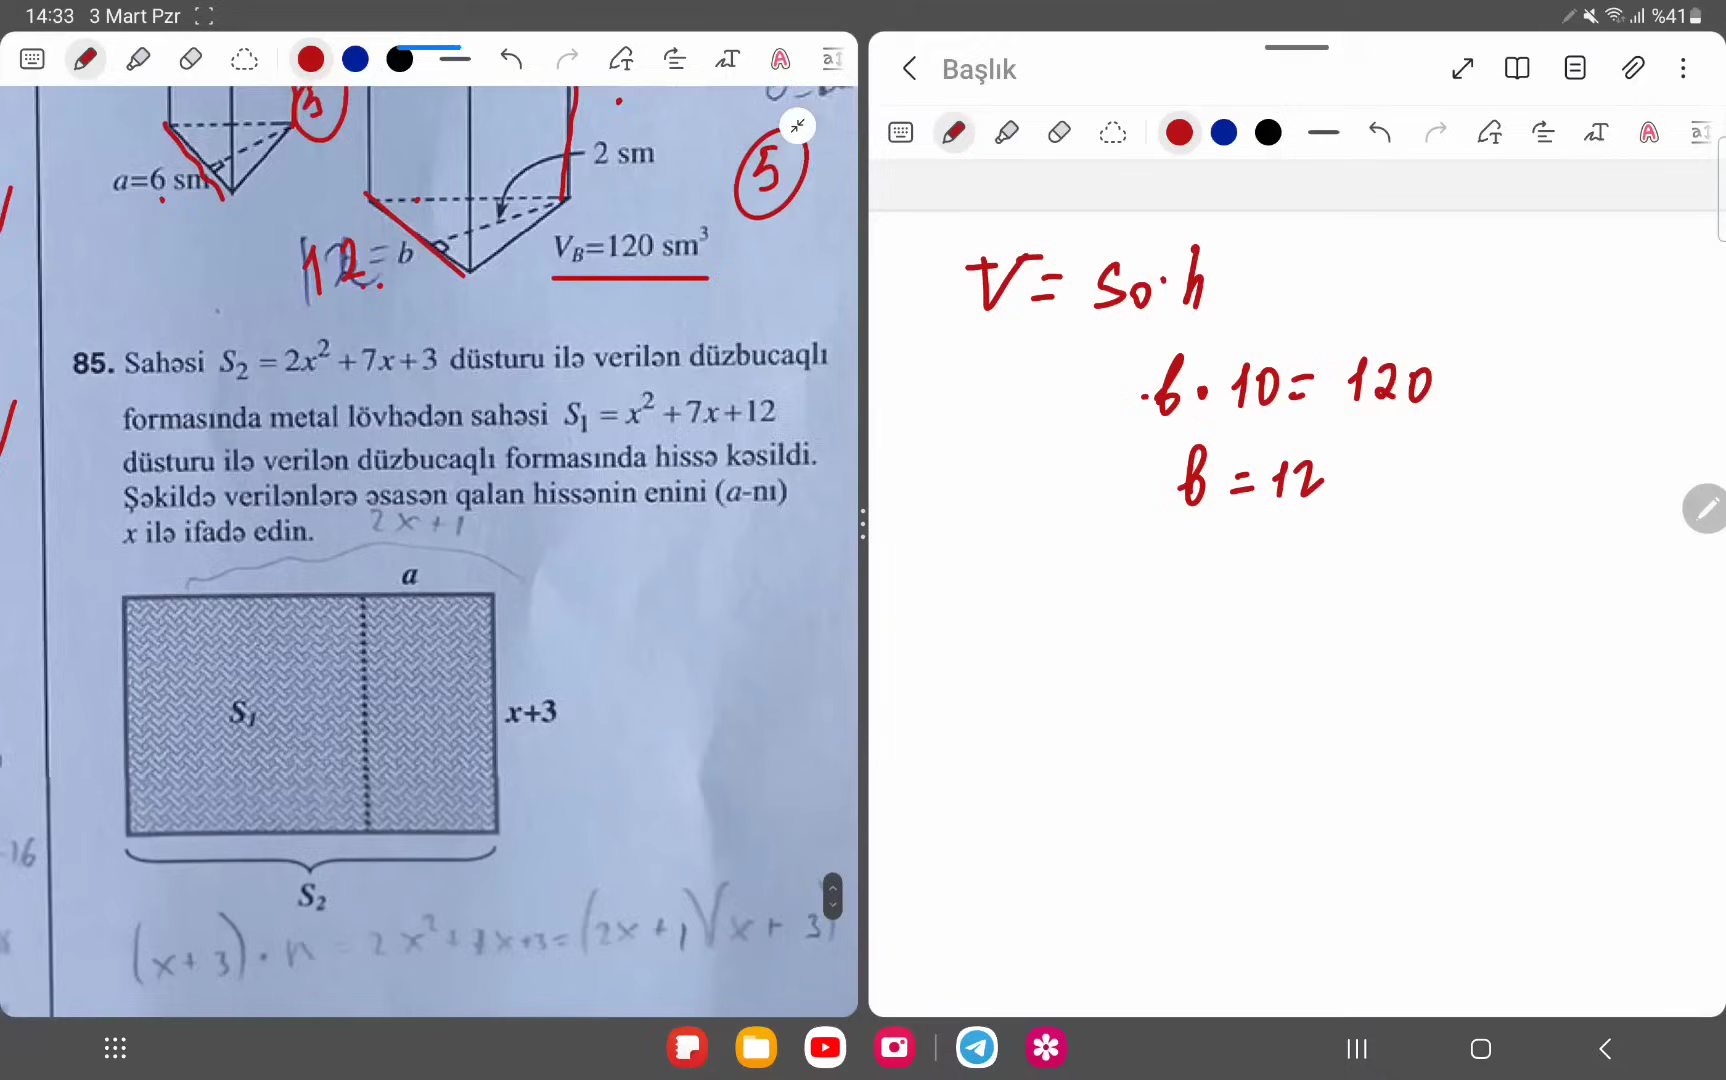 14:33 3 Mart Pzr
%41
Başlık
3
a=6 sm
2 sm
5
12 = b
V_B=120 sm³
85. Sahəsi S₂ = 2x² + 7x + 3 düsturu ilə verilən düzbucaqlı
formasında metal lövhədən sahəsi S₁ = x² + 7x + 12
düsturu ilə verilən düzbucaqlı formasında hissə kəsildi.
Şəkildə verilənlərə əsasən qalan hissənin enini (a-nı)
x ilə ifadə edin.
2x+1
a
S₁
x+3
S₂
-16
(x+3)·n = 2x²+7x+3 = (2x+1)(x+3)
V = So·h
b · 10 = 120
b = 12